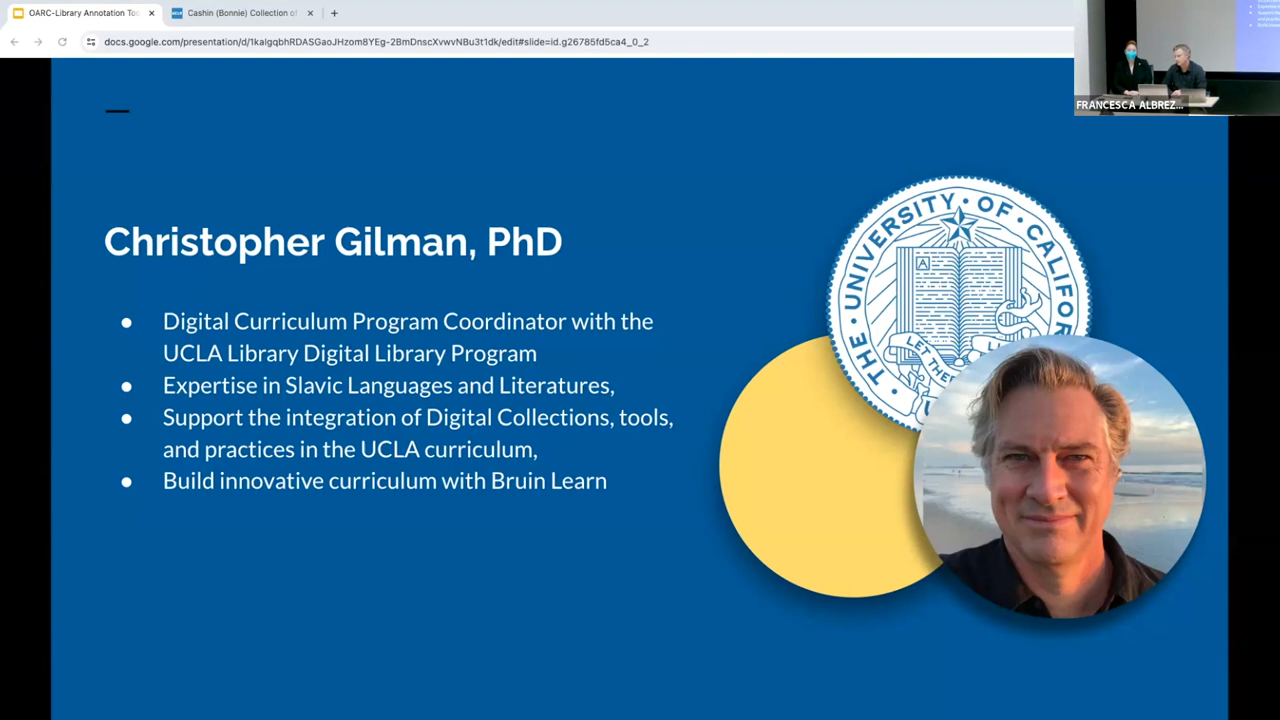 OARC-Library Annotation Too
Cashin (Bonnie) Collection of
docs.google.com/presentation/d/1kaIgqbhRDASGaoJHzom8YEg-2BmDnscXvwvNBu3t1dk/edit#slide=id.g26785fd5ca4_0_2
FRANCESCA ALBREZ...
Christopher Gilman, PhD
● Digital Curriculum Program Coordinator with the
UCLA Library Digital Library Program
● Expertise in Slavic Languages and Literatures,
● Support the integration of Digital Collections, tools,
and practices in the UCLA curriculum,
● Build innovative curriculum with Bruin Learn
THE UNIVERSITY OF CALIFOR
A
LET THERE